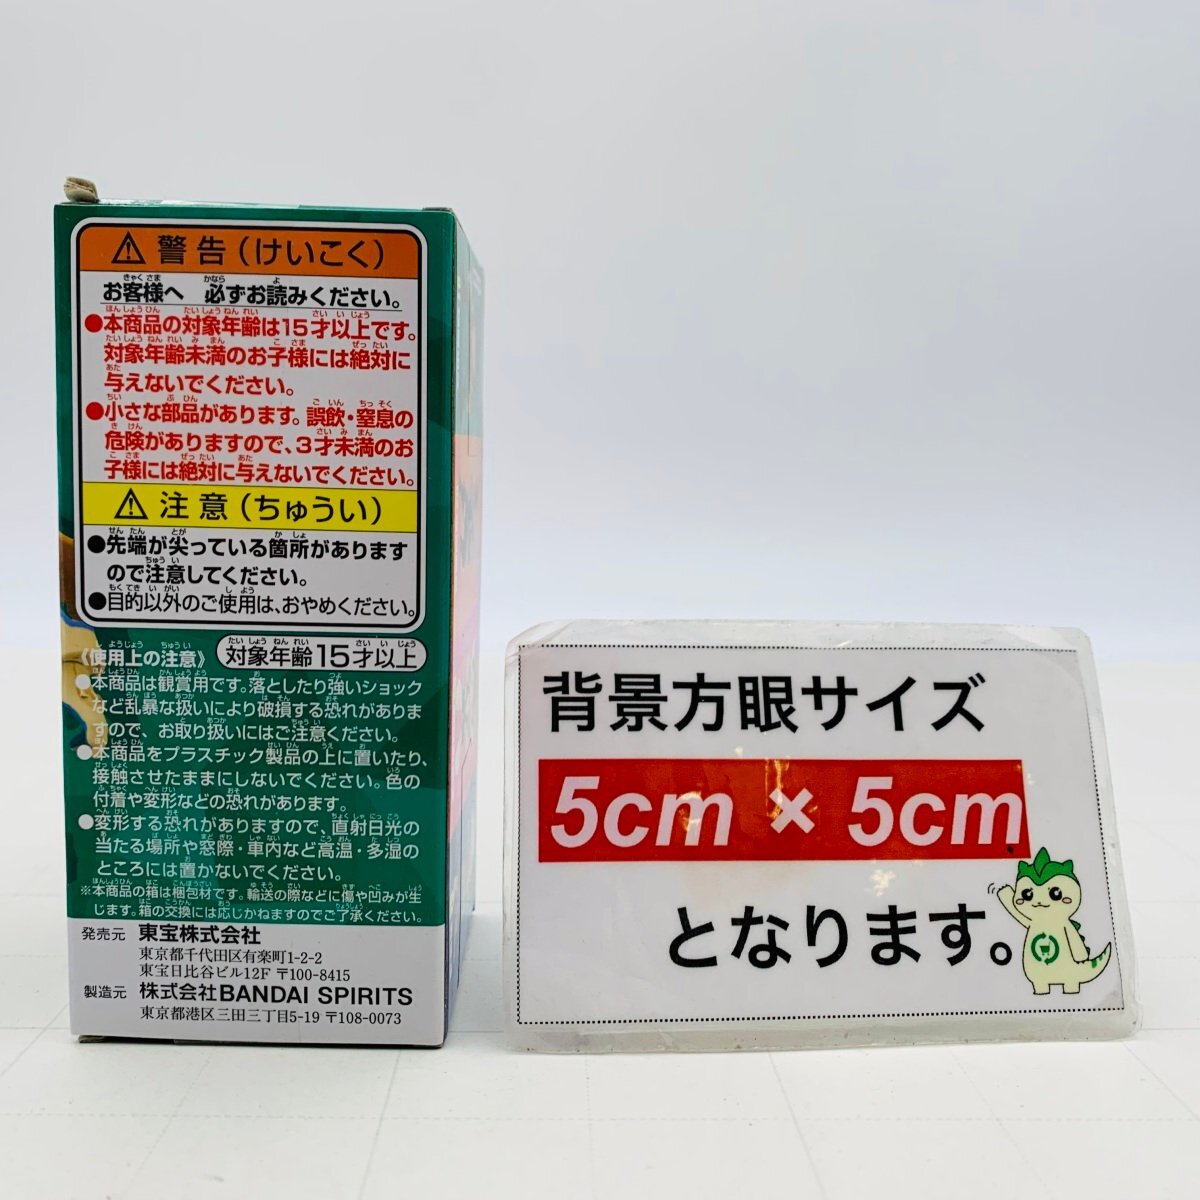 ⚠ 警告(けいこく)
お客様へ 必ずお読みください。
●本商品の対象年齢は15才以上です。
対象年齢未満のお子様には絶対に
与えないでください。
●小さな部品があります。誤飲・窒息の
危険がありますので、3才未満のお
子様には絶対に与えないでください。
⚠ 注意(ちゅうい)
●先端が尖っている箇所があります
ので注意してください。
●目的以外のご使用は、おやめください。
《使用上の注意》 対象年齢15才以上
●本商品は観賞用です。落としたり強いショック
など乱暴な扱いにより破損する恐れがありま
すので、お取り扱いにはご注意ください。
●本商品をプラスチック製品の上に置いたり、
接触させたままにしないでください。色の
付着や変形などの恐れがあります。
●変形する恐れがありますので、直射日光の
当たる場所や窓際・車内など高温・多湿の
ところには置かないでください。
※本商品の箱は梱包材です。輸送の際などに傷や凹みが生
じます。箱の交換には応じかねますのでご了承ください。
発売元 東宝株式会社
東京都千代田区有楽町1-2-2
東宝日比谷ビル12F 〒100-8415
製造元 株式会社BANDAI SPIRITS
東京都港区三田三丁目5-19 〒108-0073
背景方眼サイズ
5cm × 5cm
となります。